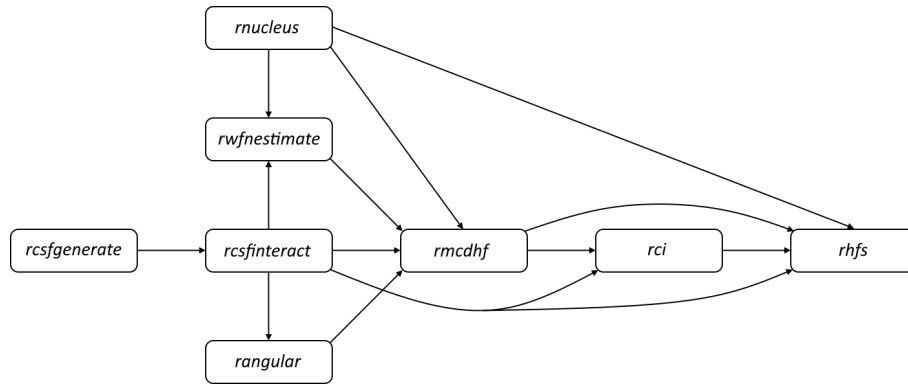 rnucleus
rwfnestimate
rcsfgenerate
rcsfinteract
rmcdhf
rci
rhfs
rangular